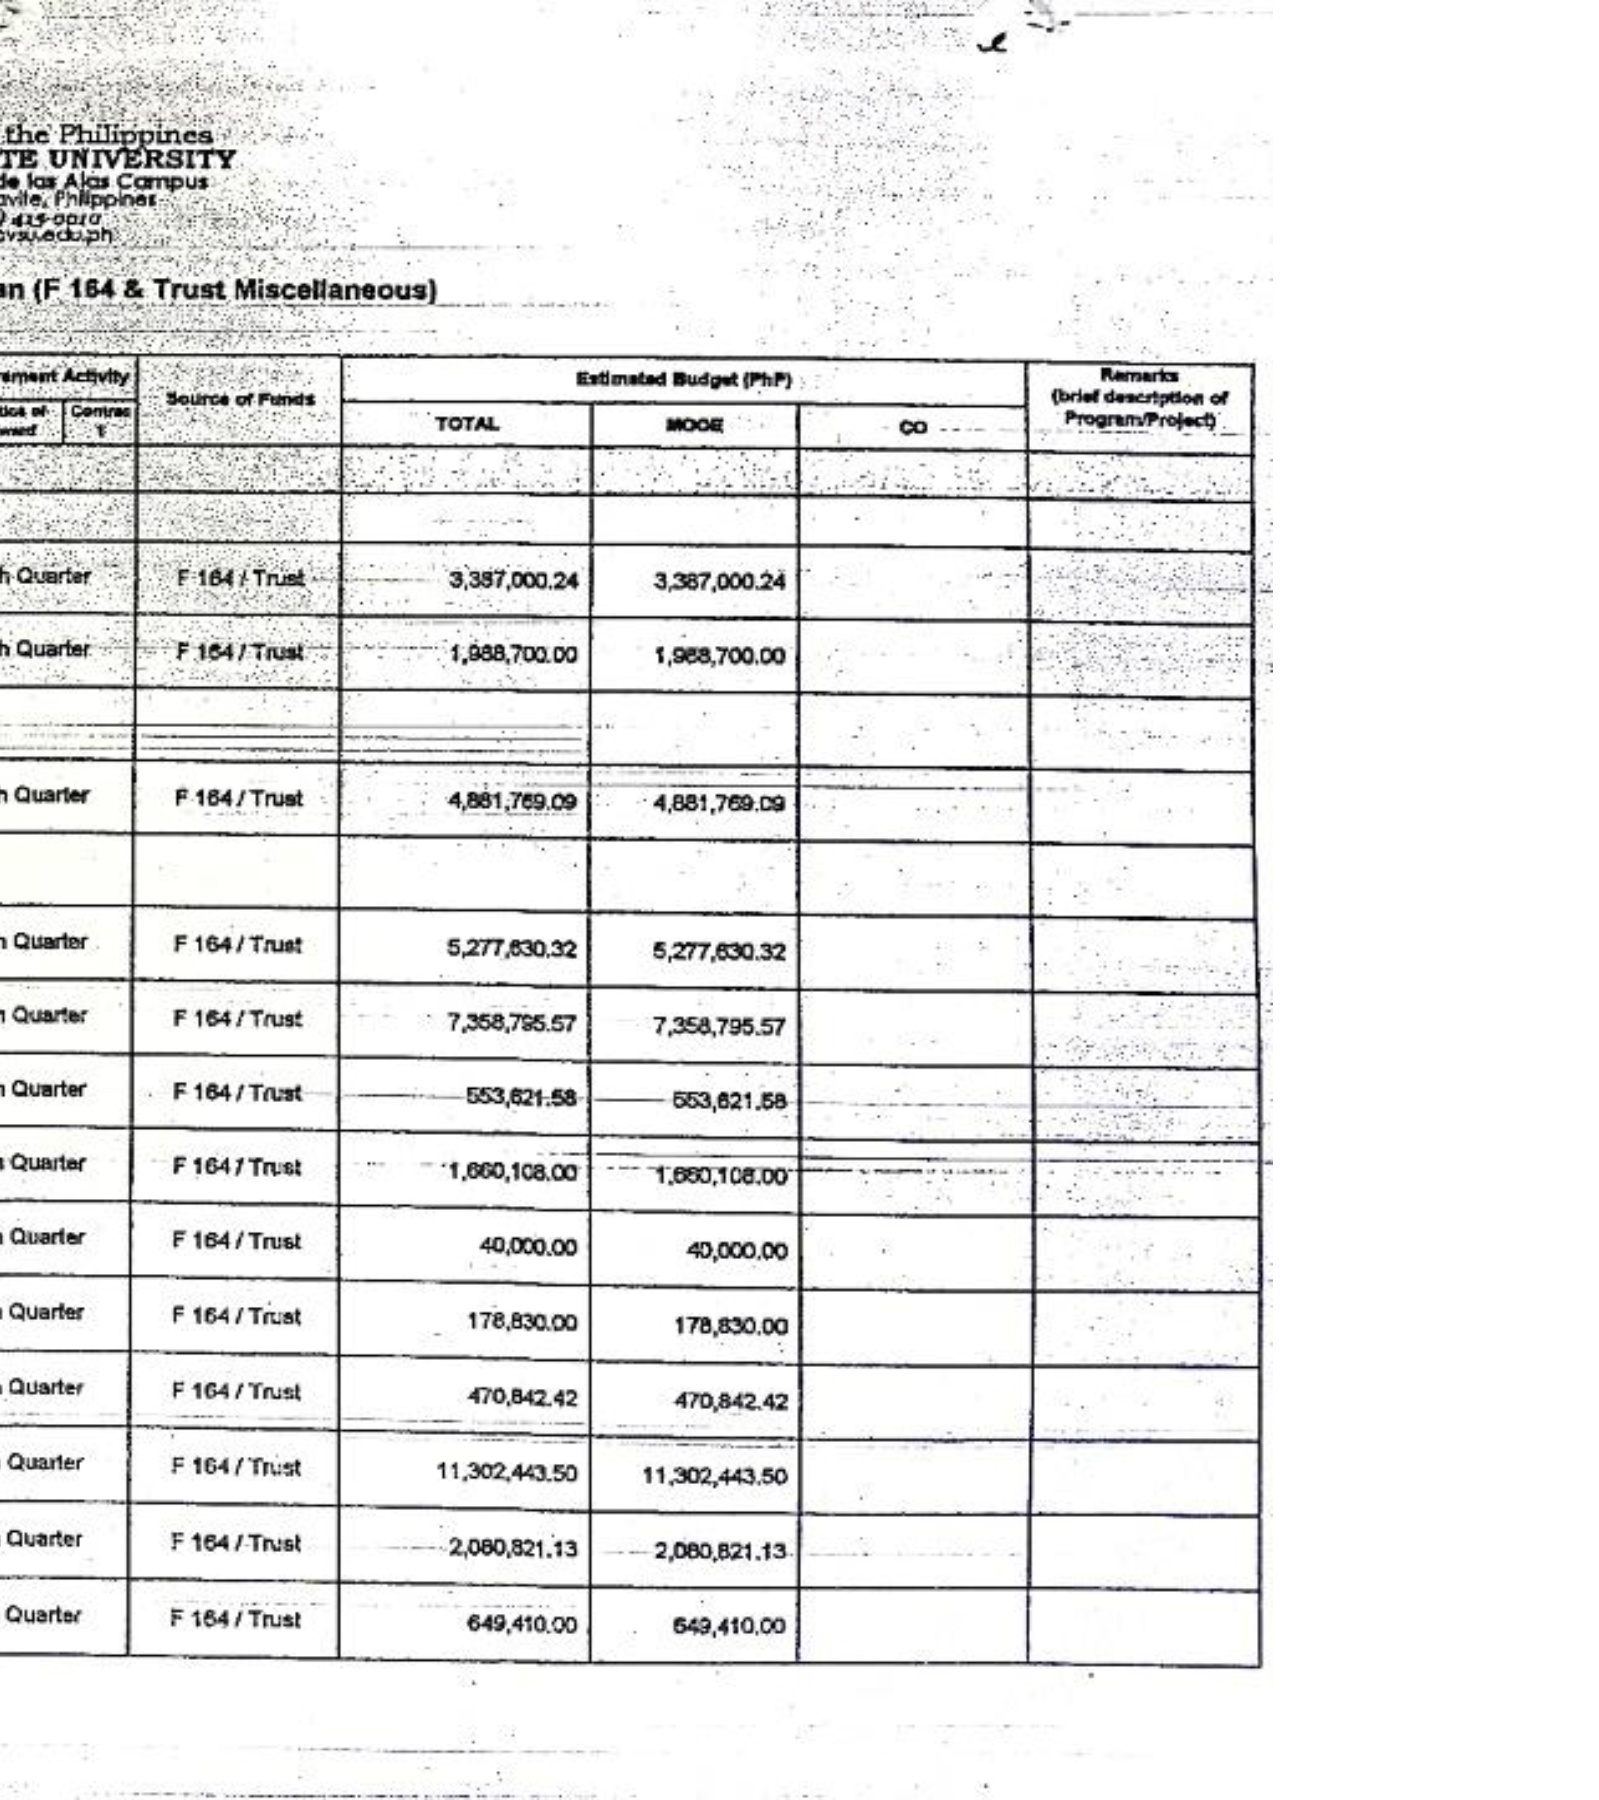 the Philippines
TE UNIVERSITY
de las Alas Campus
avite, Philippines
) 415-0010
cvsu.edu.ph
an (F 164 & Trust Miscellaneous)
rement Activity Source of Funds Estimated Budget (PhP) Remarks (brief description of Program/Project)
tice of ward Contrac t TOTAL MOOE CO
h Quarter F 164 / Trust 3,387,000.24 3,387,000.24
h Quarter F 164 / Trust 1,988,700.00 1,988,700.00
h Quarter F 164 / Trust 4,881,769.09 4,881,769.09
h Quarter F 164 / Trust 5,277,630.32 5,277,630.32
h Quarter F 164 / Trust 7,358,795.57 7,358,795.57
h Quarter F 164 / Trust 553,621.58 553,621.58
h Quarter F 164 / Trust 1,660,108.00 1,660,108.00
h Quarter F 164 / Trust 40,000.00 40,000.00
h Quarter F 164 / Trust 178,830.00 178,830.00
h Quarter F 164 / Trust 470,842.42 470,842.42
Quarter F 164 / Trust 11,302,443.50 11,302,443.50
Quarter F 164 / Trust 2,080,821.13 2,080,821.13
Quarter F 164 / Trust 649,410.00 649,410.00